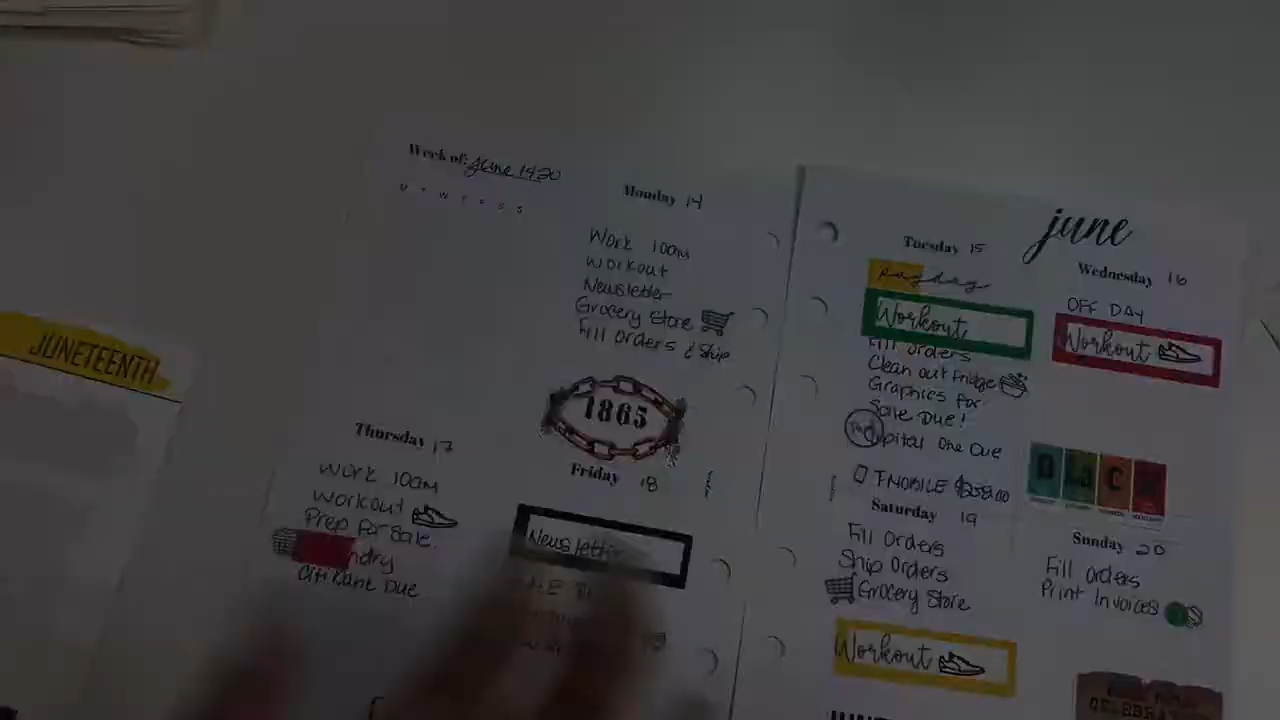 Week of: June 14-20
M T W T F S S
Monday 14
Work 10am
Workout
Newsletter
Grocery Store
Fill Orders & Ship
1865
june
Tuesday 15
payday
Workout
Fill Orders
Clean out Fridge
Graphics for
Sale Due!
Capital One Due
T-MOBILE $258.00
Wednesday 16
OFF DAY
Workout
JUNETEENTH
Thursday 17
Work 10am
Workout
Prep for Sale.
Citi Bank Due
Friday 18
Newsletter
Saturday 19
Fill Orders
Ship Orders
Grocery Store
Workout
Sunday 20
Fill Orders
Print Invoices